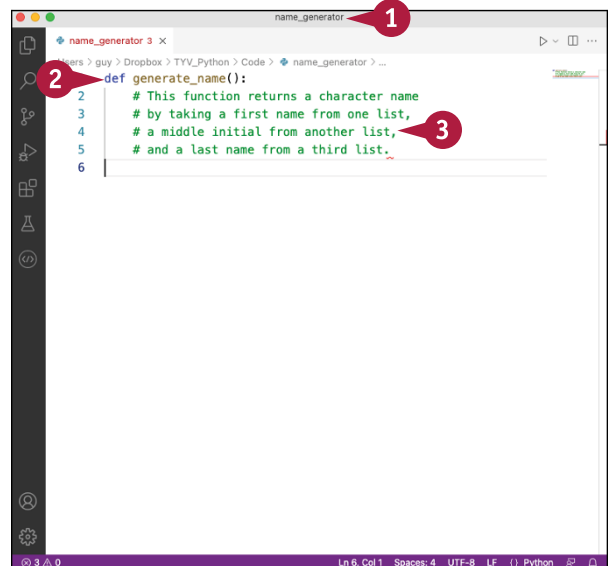 name_generator
1
name_generator 3 ×
Users > guy > Dropbox > TYV_Python > Code > name_generator > ...
2
def generate_name():
2 # This function returns a character name
3 # by taking a first name from one list,
4 # a middle initial from another list,
3
5 # and a last name from a third list.
6
3 0 Ln 6, Col 1 Spaces: 4 UTF-8 LF {} Python